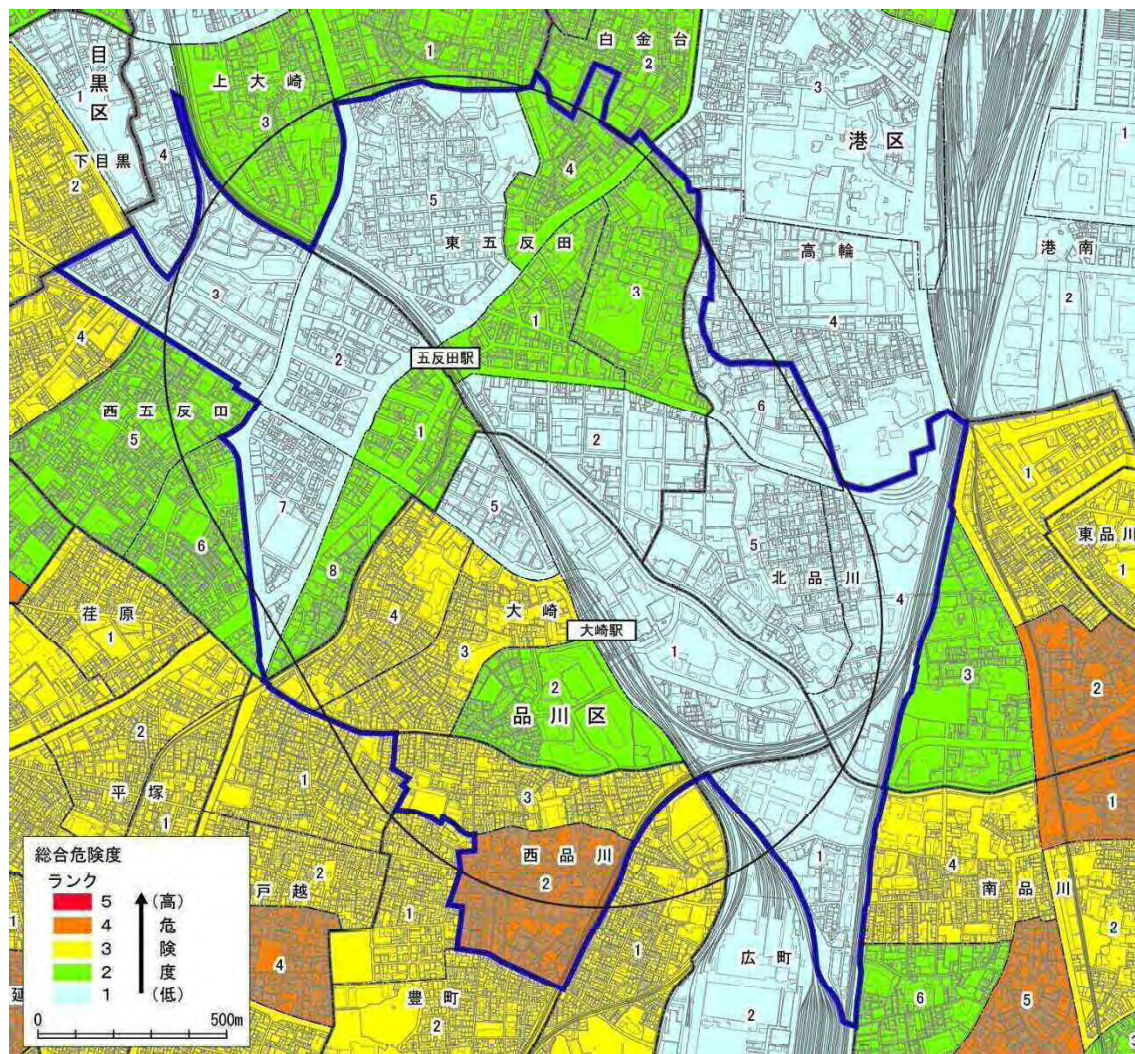 白金台
2
1
目黒区
上大崎
3
1
3
下目黒
4
港区
1
2
4
5
東五反田
高輪
港南
3
3
2
1
4
4
2
五反田駅
西五反田
6
5
1
2
1
7
5
東品川
6
5
1
8
北品川
荏原
4
大崎
4
1
大崎駅
3
1
3
2
2
品川区
2
1
平塚
3
1
1
総合危険度
ランク
5 (高)
4 危
3 険
2 度
1 (低)
0 500m
西品川
2
1
4
南品川
2
戸越
2
1
1
1
4
広町
6
5
延
豊町
2
2
3